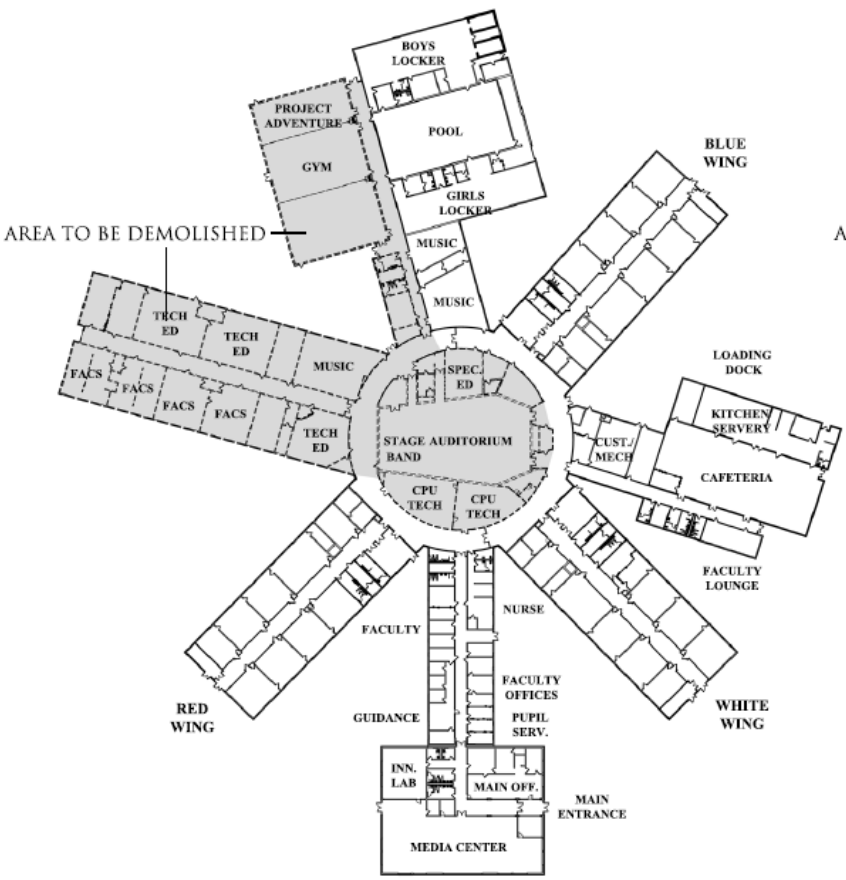 BOYS
LOCKER
PROJECT
ADVENTURE
POOL
GYM
BLUE
WING
GIRLS
LOCKER
AREA TO BE DEMOLISHED
A
MUSIC
MUSIC
TECH
ED
TECH
ED
MUSIC
LOADING
DOCK
FACS
FACS
FACS
FACS
SPEC.
ED
KITCHEN
SERVERY
TECH
ED
STAGE AUDITORIUM
BAND
CUST./
MECH
CAFETERIA
CPU
TECH
CPU
TECH
FACULTY
LOUNGE
NURSE
FACULTY
FACULTY
OFFICES
RED
WING
GUIDANCE
PUPIL
SERV.
WHITE
WING
INN.
LAB
MAIN OFF.
MAIN
ENTRANCE
MEDIA CENTER